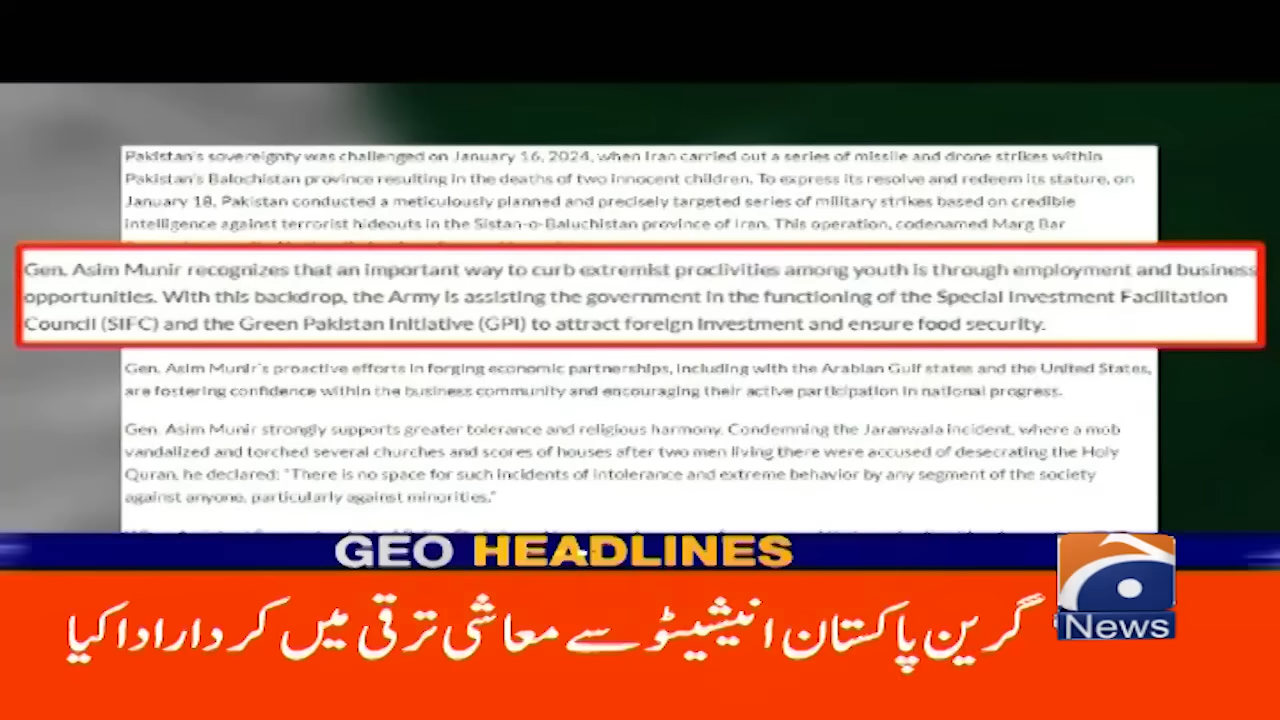 Pakistan's sovereignty was challenged on January 16, 2024, when Iran carried out a series of missile and drone strikes within
Pakistan's Balochistan province resulting in the deaths of two innocent children. To express its resolve and redeem its stature, on
January 18, Pakistan conducted a meticulously planned and precisely targeted series of military strikes based on credible
intelligence against terrorist hideouts in the Sistan-o-Baluchistan province of Iran. This operation, codenamed Marg Bar
Gen. Asim Munir recognizes that an important way to curb extremist proclivities among youth is through employment and business
opportunities. With this backdrop, the Army is assisting the government in the functioning of the Special Investment Facilitation
Council (SIFC) and the Green Pakistan Initiative (GPI) to attract foreign investment and ensure food security.
Gen. Asim Munir's proactive efforts in forging economic partnerships, including with the Arabian Gulf states and the United States,
are fostering confidence within the business community and encouraging their active participation in national progress.
Gen. Asim Munir strongly supports greater tolerance and religious harmony. Condemning the Jaranwala incident, where a mob
vandalized and torched several churches and scores of houses after two men living there were accused of desecrating the Holy
Quran, he declared: "There is no space for such incidents of intolerance and extreme behavior by any segment of the society
against anyone, particularly against minorities."
GEO HEADLINES
گرین پاکستان انیشیٹو سے معاشی ترقی میں کردار ادا کیا
News